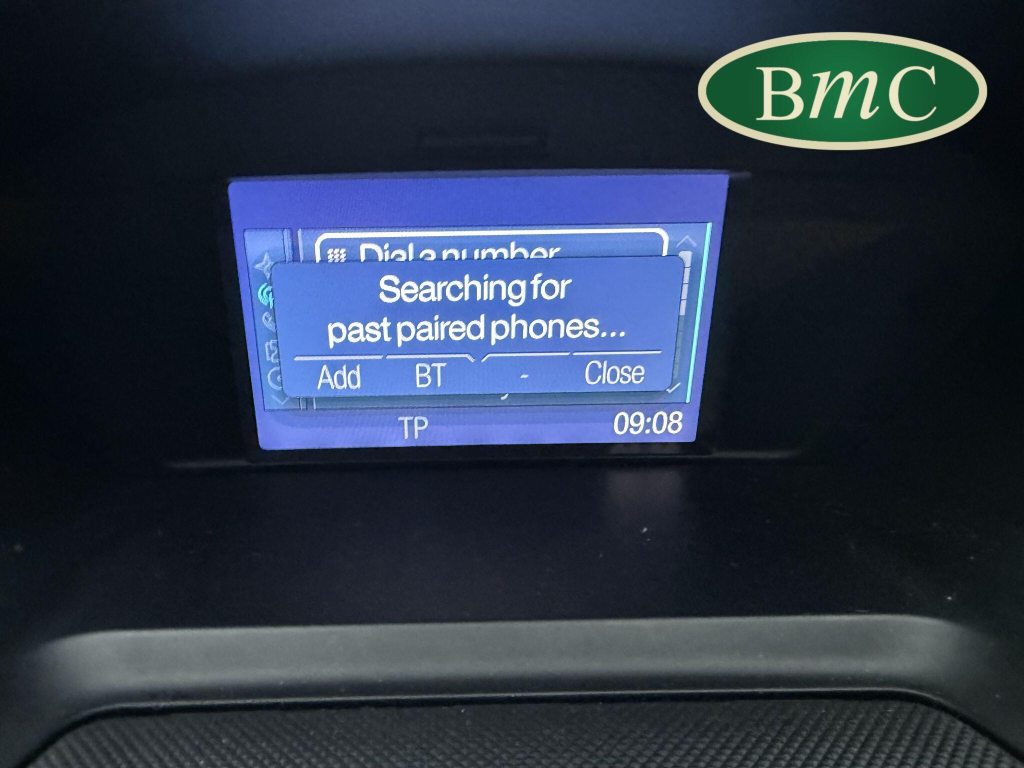 BmC
Dial a number
Searching for
past paired phones...
Add BT - Close
TP 09:08